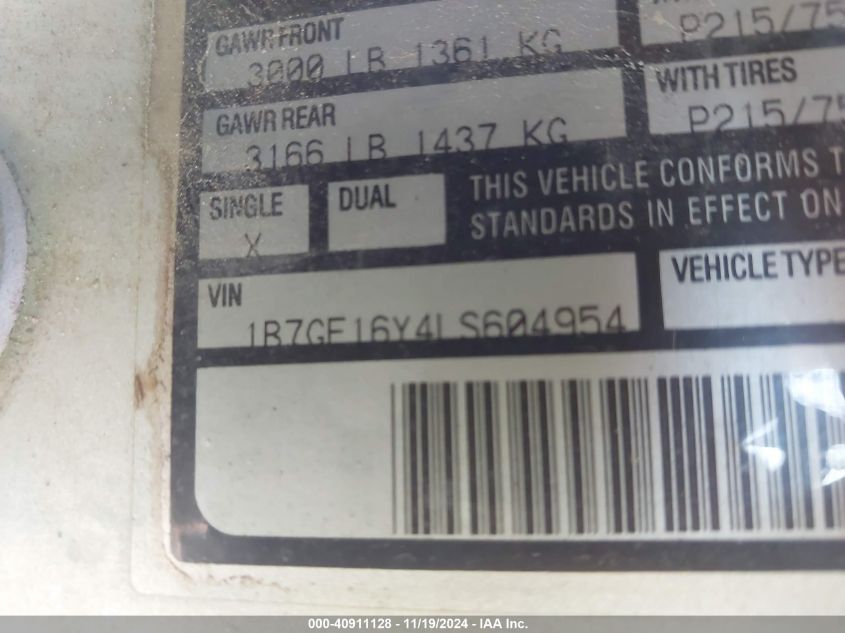 GAWR FRONT
3000 LB 1361 KG
P215/75
GAWR REAR
3166 LB 1437 KG
WITH TIRES
P215/75
SINGLE
X
DUAL
THIS VEHICLE CONFORMS T
STANDARDS IN EFFECT ON
VIN
1B7GE16Y4LS604954
VEHICLE TYPE
000-40911128 - 11/19/2024 - IAA Inc.